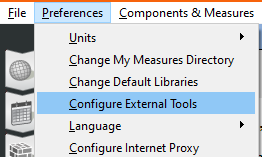 File Preferences Components & Measures
Units
Change My Measures Directory
Change Default Libraries
Configure External Tools
Language
Configure Internet Proxy